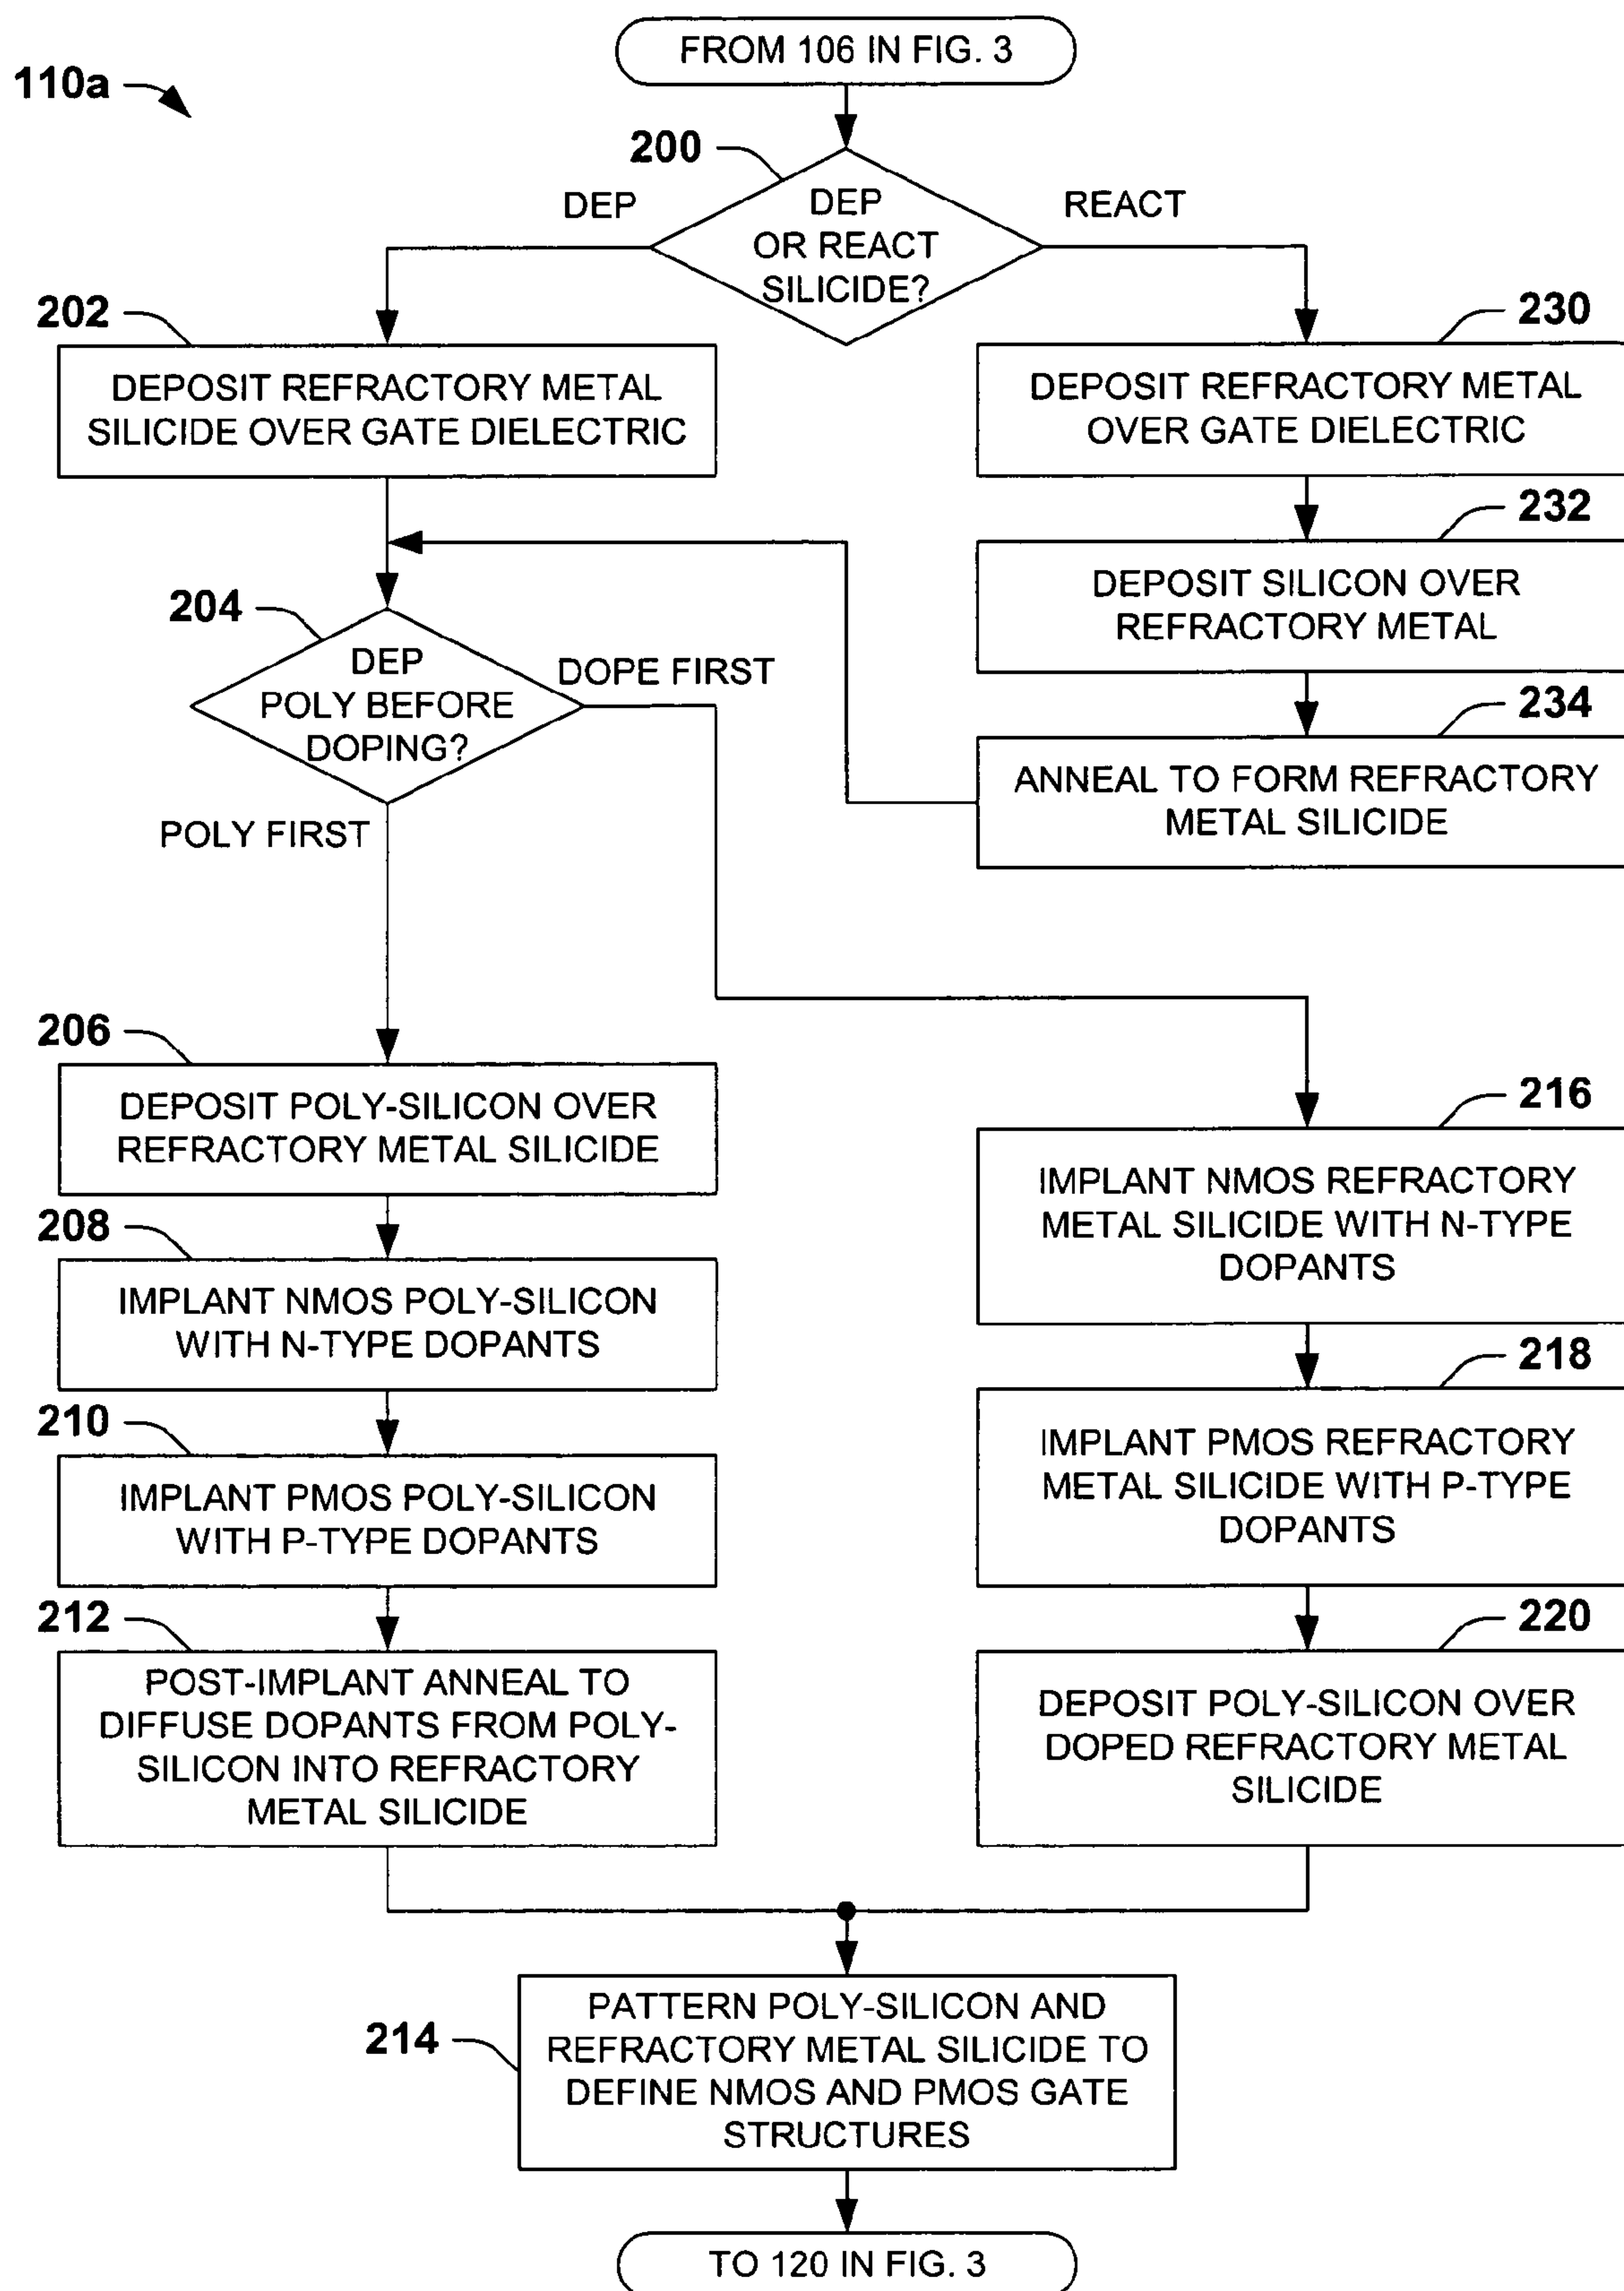 FROM 106 IN FIG. 3
110a
200
DEP
OR REACT
SILICIDE?
DEP
REACT
202
DEPOSIT REFRACTORY METAL
SILICIDE OVER GATE DIELECTRIC
230
DEPOSIT REFRACTORY METAL
OVER GATE DIELECTRIC
232
DEPOSIT SILICON OVER
REFRACTORY METAL
234
ANNEAL TO FORM REFRACTORY
METAL SILICIDE
204
DEP
POLY BEFORE
DOPING?
DOPE FIRST
POLY FIRST
206
DEPOSIT POLY-SILICON OVER
REFRACTORY METAL SILICIDE
208
IMPLANT NMOS POLY-SILICON
WITH N-TYPE DOPANTS
210
IMPLANT PMOS POLY-SILICON
WITH P-TYPE DOPANTS
212
POST-IMPLANT ANNEAL TO
DIFFUSE DOPANTS FROM POLY-
SILICON INTO REFRACTORY
METAL SILICIDE
216
IMPLANT NMOS REFRACTORY
METAL SILICIDE WITH N-TYPE
DOPANTS
218
IMPLANT PMOS REFRACTORY
METAL SILICIDE WITH P-TYPE
DOPANTS
220
DEPOSIT POLY-SILICON OVER
DOPED REFRACTORY METAL
SILICIDE
214
PATTERN POLY-SILICON AND
REFRACTORY METAL SILICIDE TO
DEFINE NMOS AND PMOS GATE
STRUCTURES
TO 120 IN FIG. 3